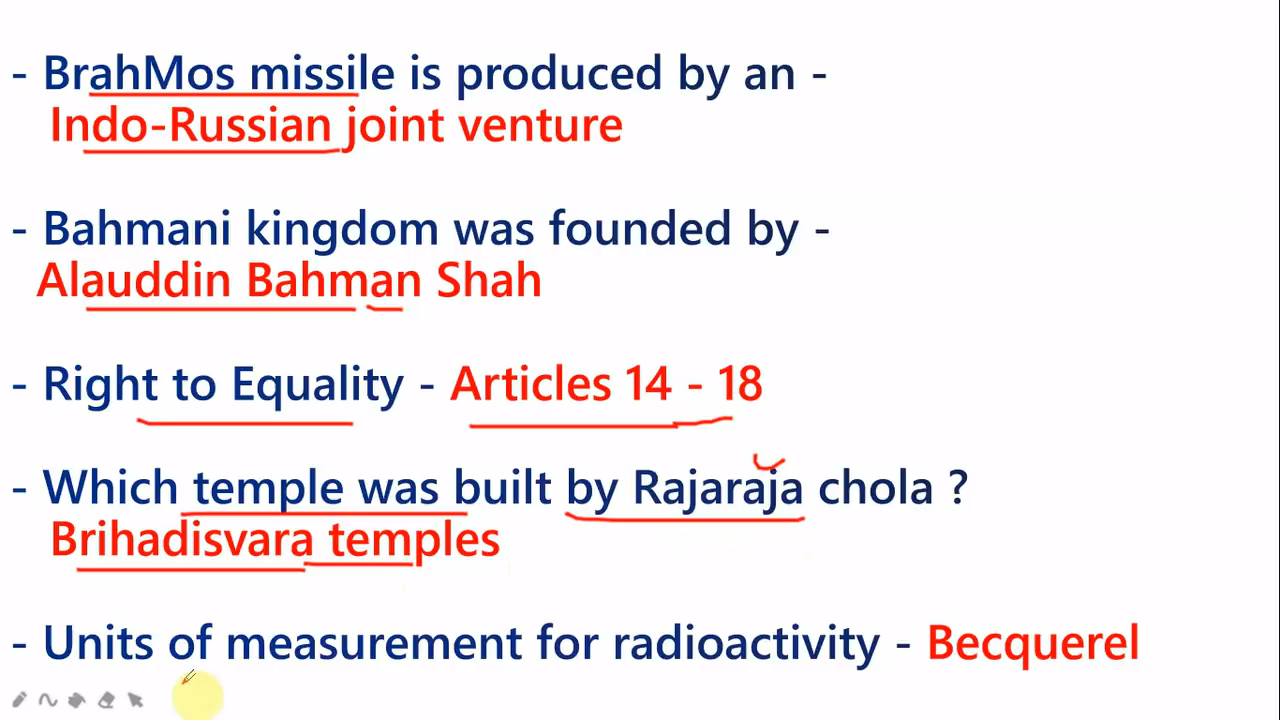 - BrahMos missile is produced by an -
Indo-Russian joint venture
- Bahmani kingdom was founded by -
Alauddin Bahman Shah
- Right to Equality - Articles 14 - 18
- Which temple was built by Rajaraja chola ?
Brihadisvara temples
- Units of measurement for radioactivity - Becquerel